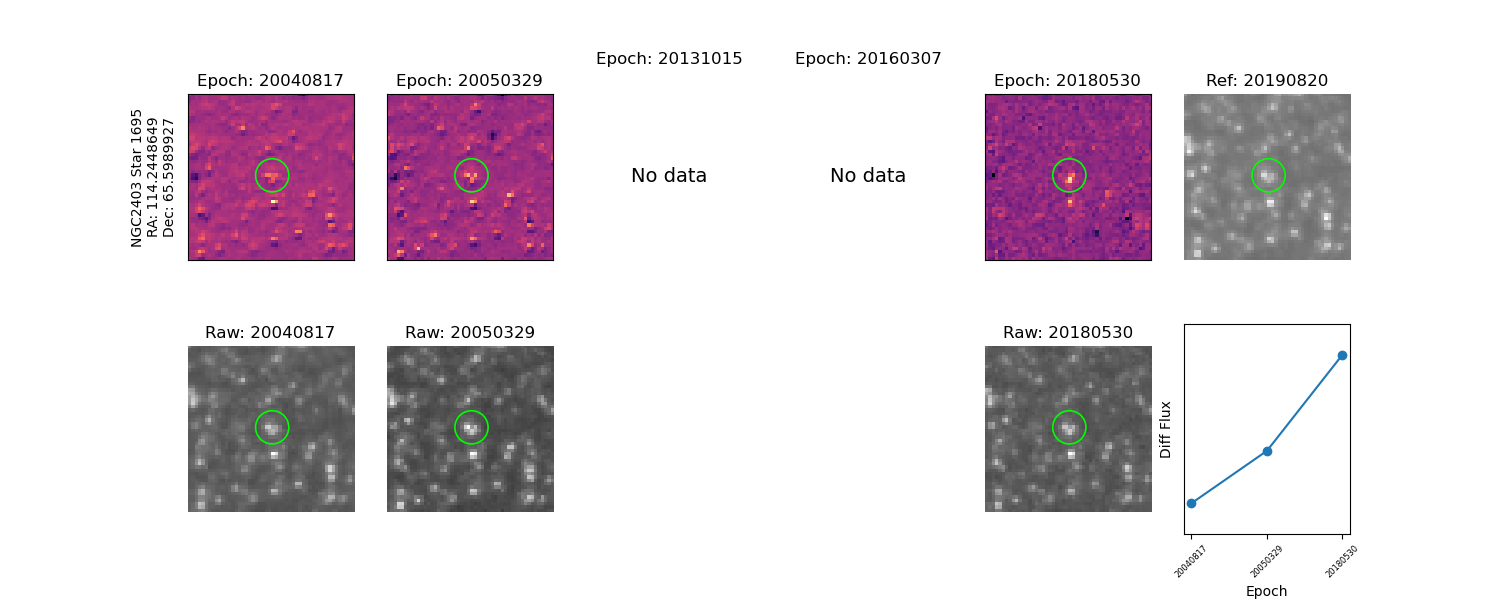 Epoch: 20040817
Epoch: 20050329
Epoch: 20131015
Epoch: 20160307
Epoch: 20180530
Ref: 20190820
NGC2403 Star 1695
RA: 114.2448649
Dec: 65.5989927
No data
No data
Raw: 20040817
Raw: 20050329
Raw: 20180530
Diff Flux
20040817
20050329
20180530
Epoch